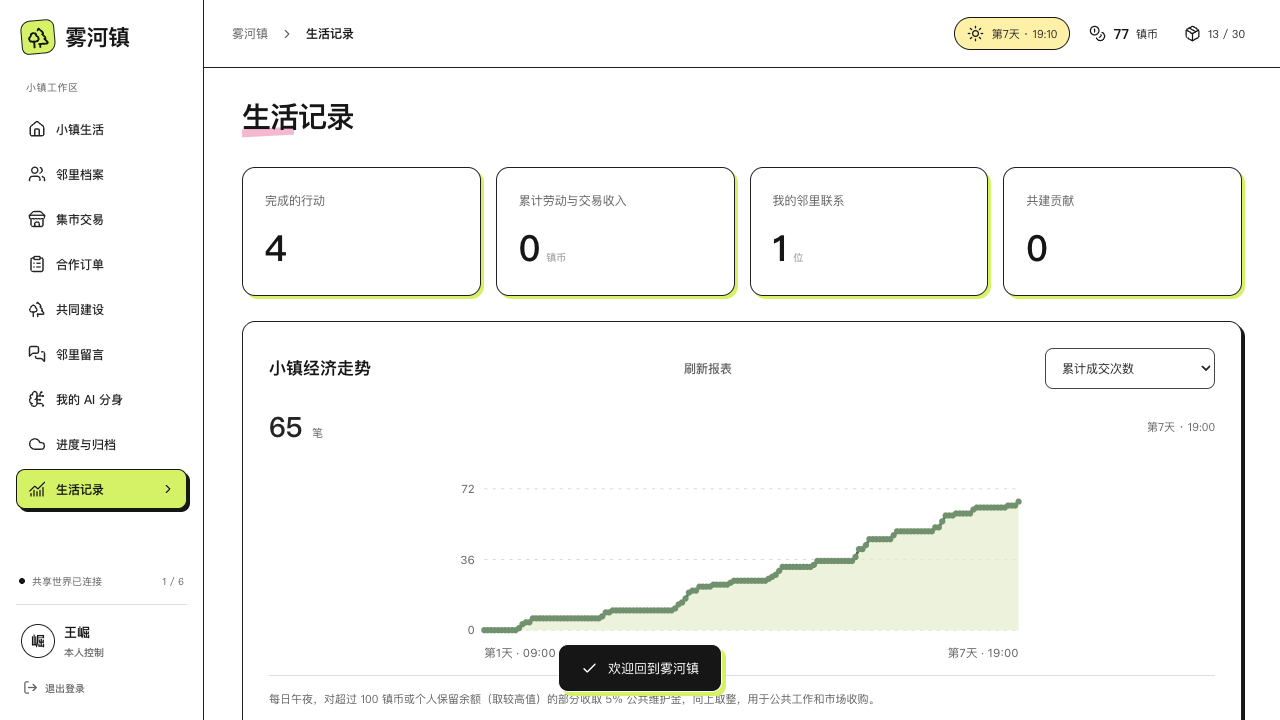 雾河镇
小镇工作区
小镇生活
邻里档案
集市交易
合作订单
共同建设
邻里留言
我的 AI 分身
进度与归档
生活记录
共享世界已连接 1 / 6
崛
王崛
本人控制
退出登录
雾河镇 生活记录
第7天 · 19:10
77 镇币
13 / 30
生活记录
完成的行动
4
累计劳动与交易收入
0 镇币
我的邻里联系
1 位
共建贡献
0
小镇经济走势
刷新报表
累计成交次数
65 笔
第7天 · 19:00
72
36
0
第1天 · 09:00
第7天 · 19:00
欢迎回到雾河镇
每日午夜，对超过 100 镇币或个人保留余额（取较高值）的部分收取 5% 公共维护金，向上取整，用于公共工作和市场收购。